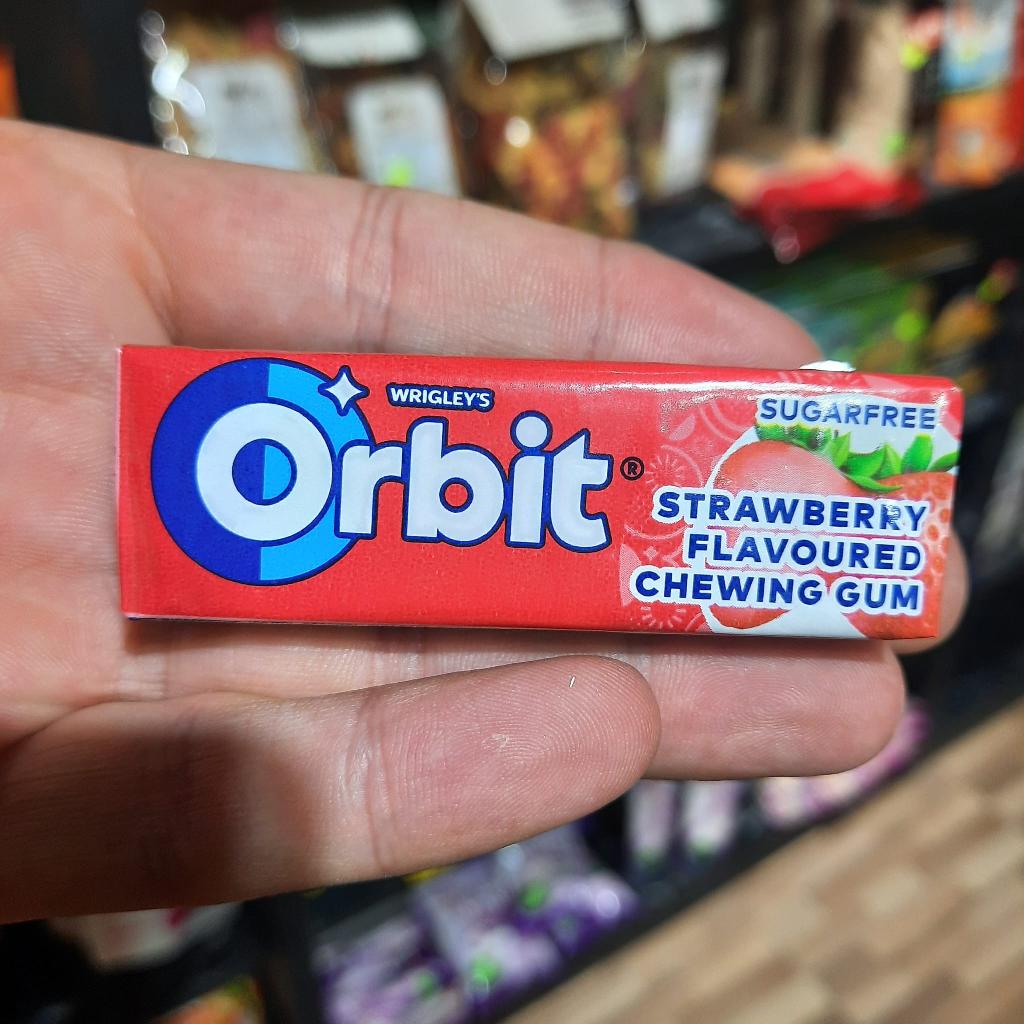 WRIGLEY'S
Orbit®
SUGARFREE
STRAWBERRY
FLAVOURED
CHEWING GUM